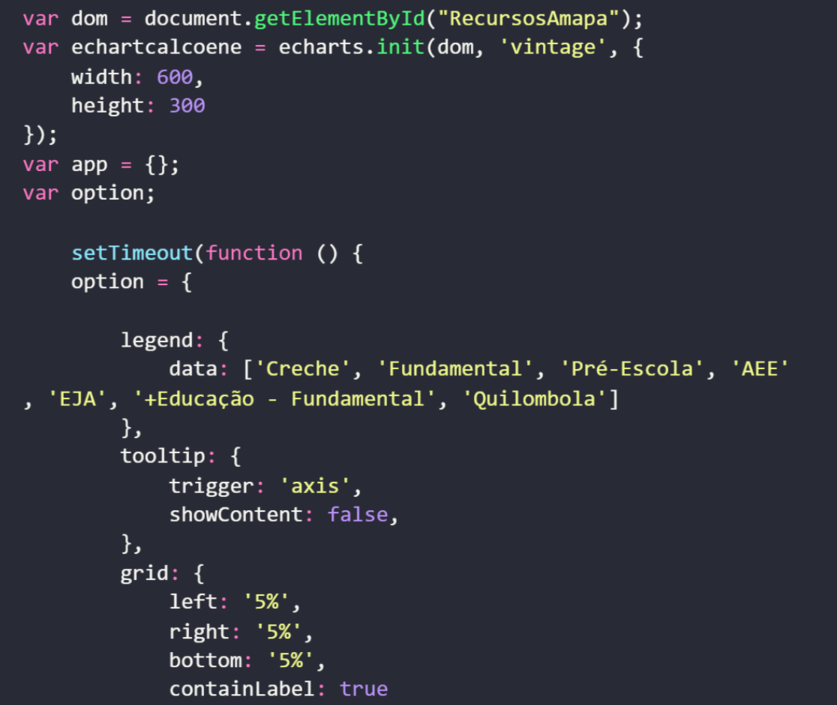 var dom = document.getElementById("RecursosAmapa");
var echartcalcoene = echarts.init(dom, 'vintage', {
    width: 600,
    height: 300
});
var app = {};
var option;

    setTimeout(function () {
    option = {

        legend: {
            data: ['Creche', 'Fundamental', 'Pré-Escola', 'AEE'
, 'EJA', '+Educação - Fundamental', 'Quilombola']
        },
        tooltip: {
            trigger: 'axis',
            showContent: false,
        },
        grid: {
            left: '5%',
            right: '5%',
            bottom: '5%',
            containLabel: true